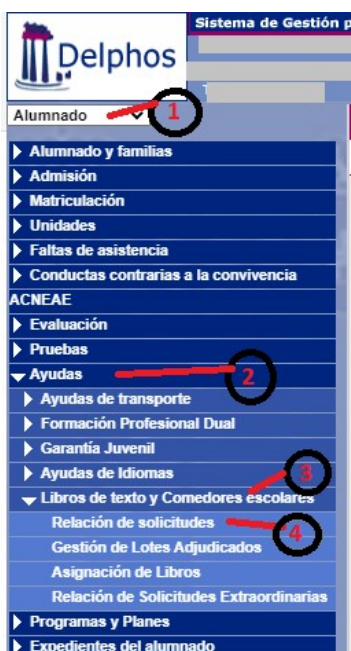 Sistema de Gestión p
Delphos
Alumnado
1
Alumnado y familias
Admisión
Matriculación
Unidades
Faltas de asistencia
Conductas contrarias a la convivencia
ACNEAE
Evaluación
Pruebas
Ayudas
2
Ayudas de transporte
Formación Profesional Dual
Garantía Juvenil
Ayudas de Idiomas
3
Libros de texto y Comedores escolares
Relación de solicitudes
4
Gestión de Lotes Adjudicados
Asignación de Libros
Relación de Solicitudes Extraordinarias
Programas y Planes
Expedientes del alumnado